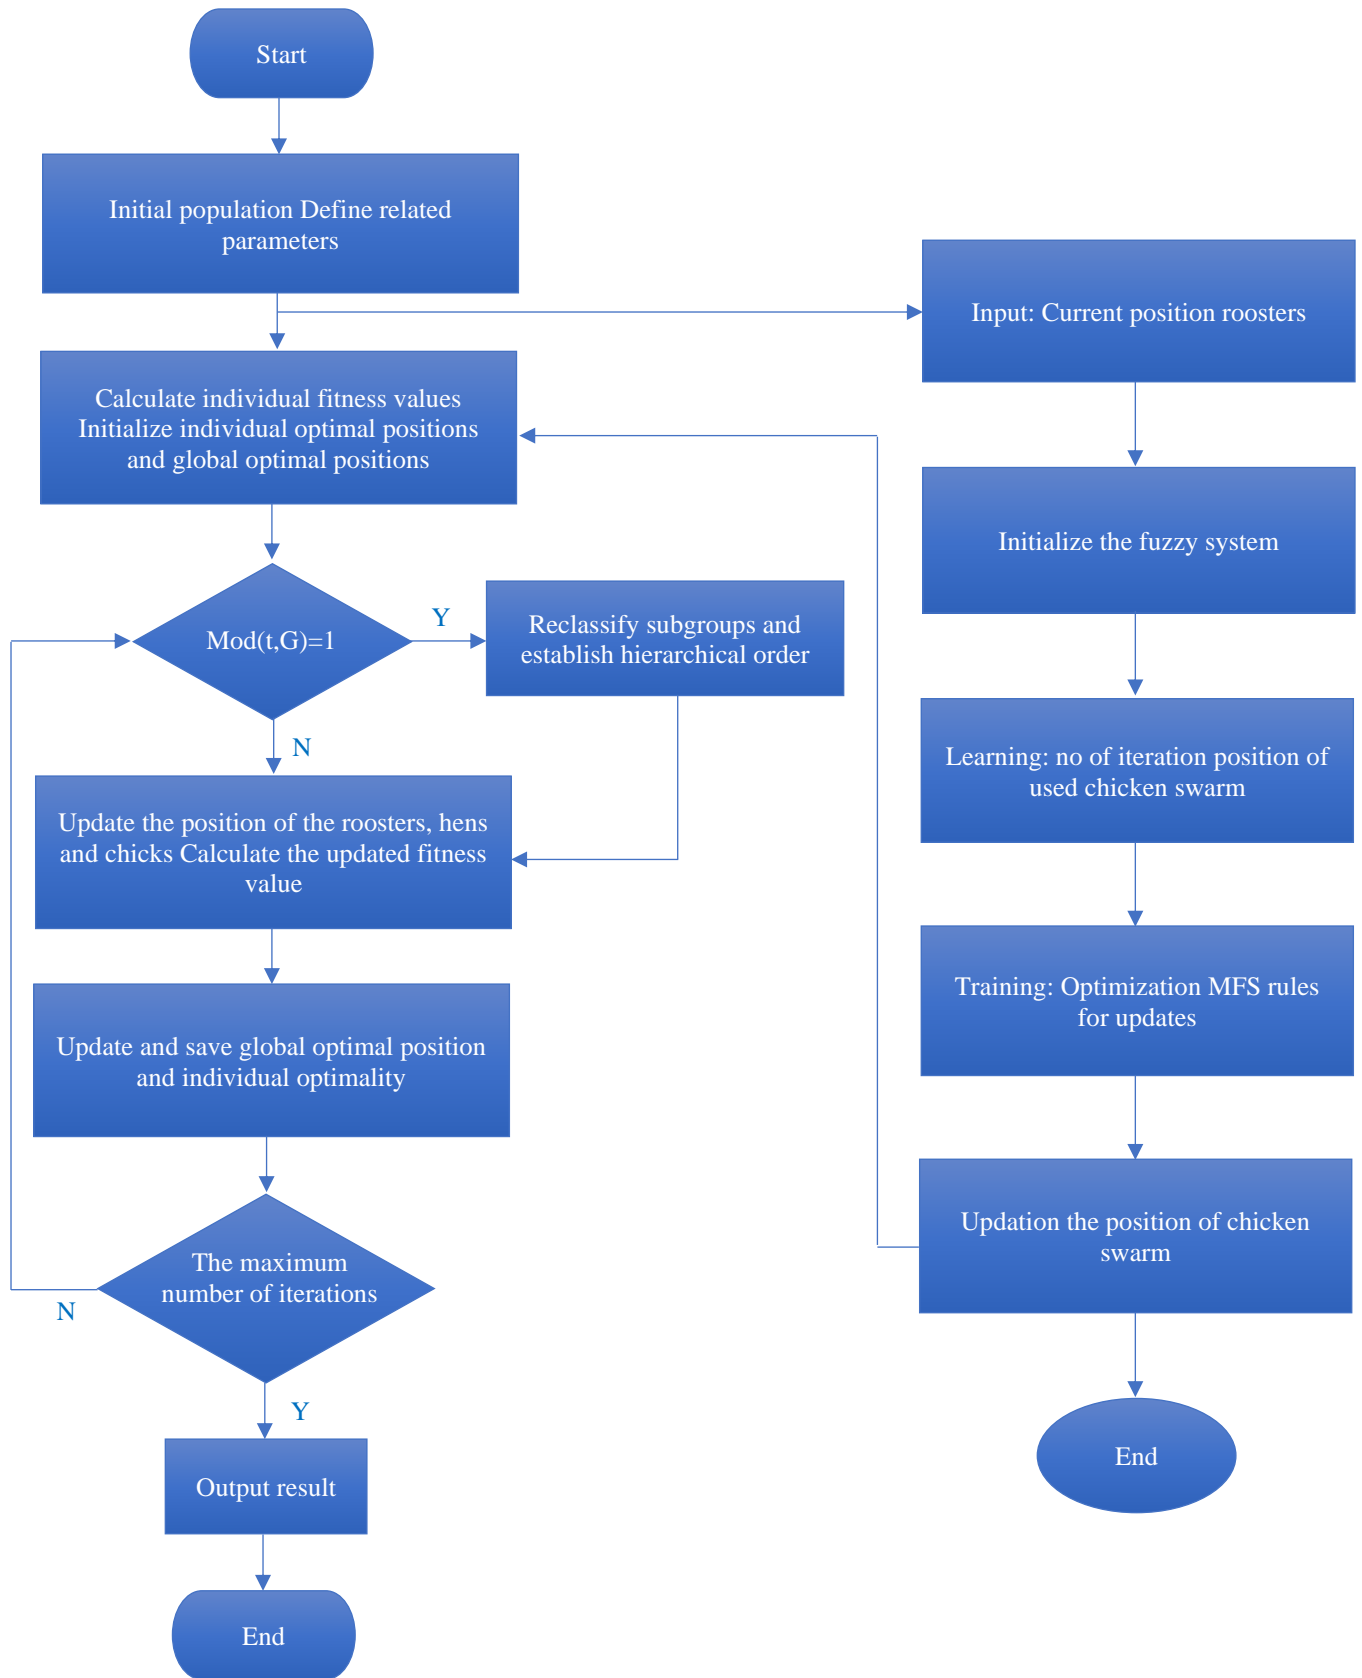 Start
Initial population Define related
parameters
Input: Current position roosters
Calculate individual fitness values
Initialize individual optimal positions
and global optimal positions
Initialize the fuzzy system
Mod(t,G)=1
Y
Reclassify subgroups and
establish hierarchical order
N
Learning: no of iteration position of
used chicken swarm
Update the position of the roosters, hens
and chicks Calculate the updated fitness
value
Training: Optimization MFS rules
for updates
Update and save global optimal position
and individual optimality
Updation the position of chicken
swarm
The maximum
number of iterations
N
Y
Output result
End
End